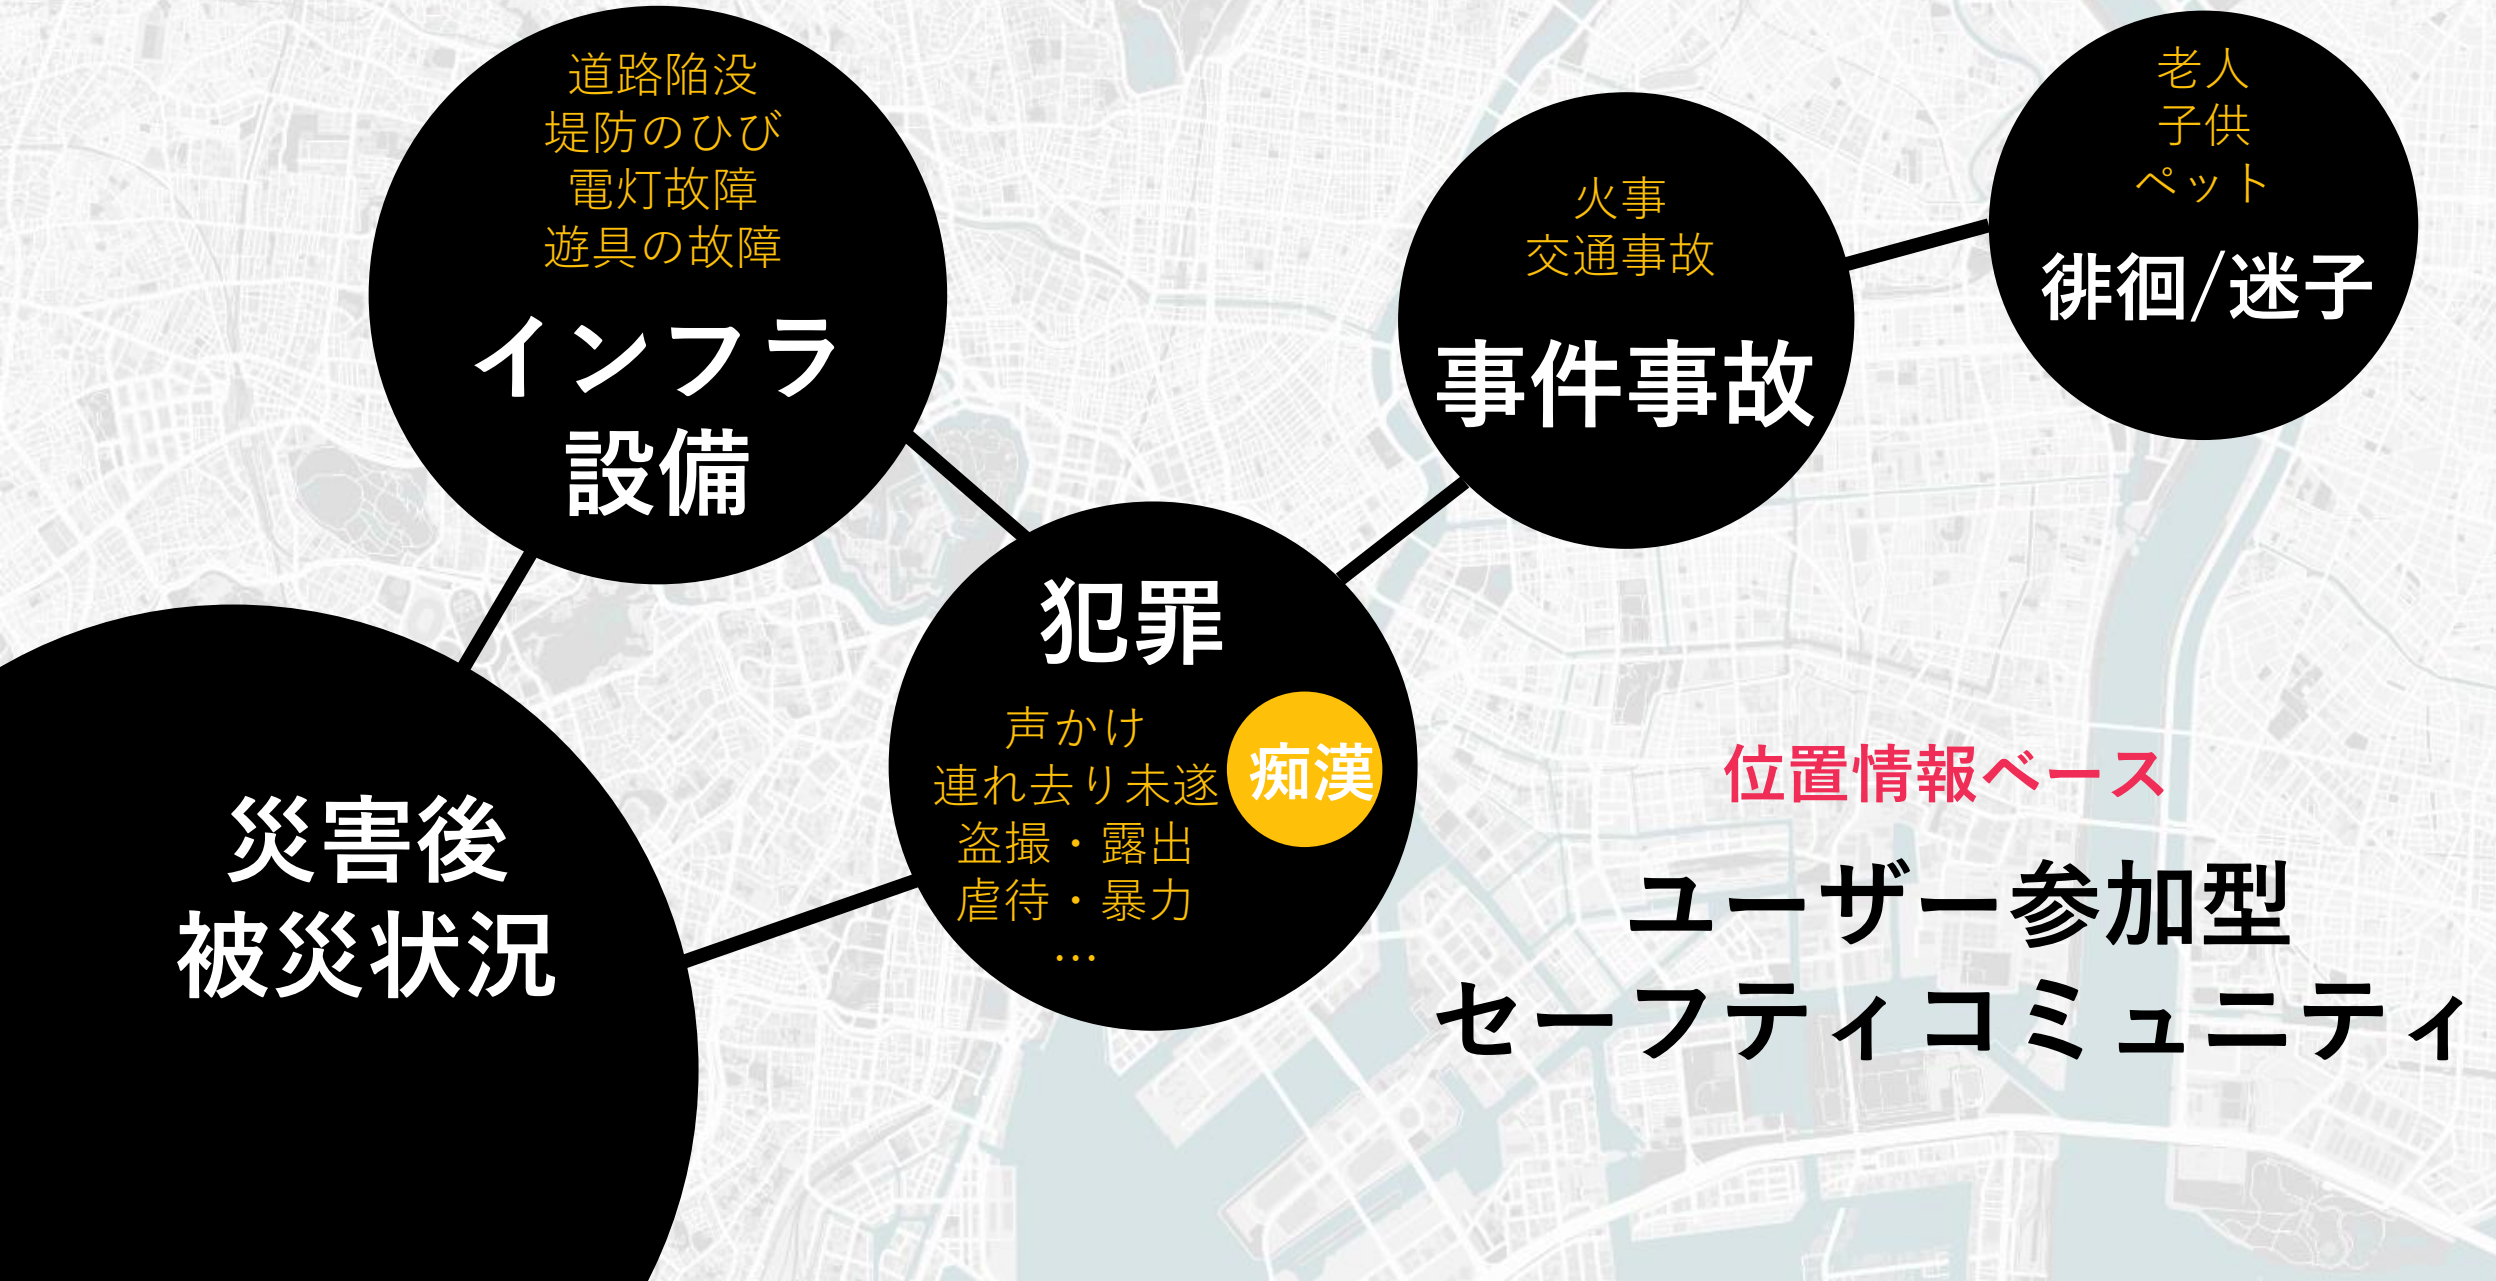 道路陥没
堤防のひび
電灯故障
遊具の故障
インフラ
設備
火事
交通事故
事件事故
老人
子供
ペット
徘徊/迷子
犯罪
声かけ
連れ去り未遂
盗撮・露出
虐待・暴力
…
痴漢
災害後
被災状況
位置情報ベース
ユーザー参加型
セーフティコミュニティ